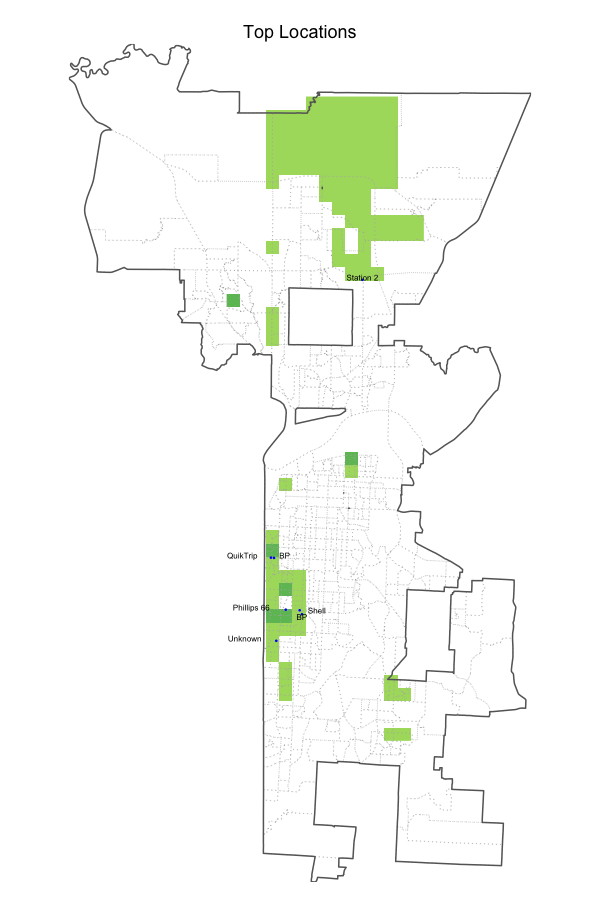 Top Locations
Station 2
QuikTrip BP
Phillips 66 Shell
BP
Unknown